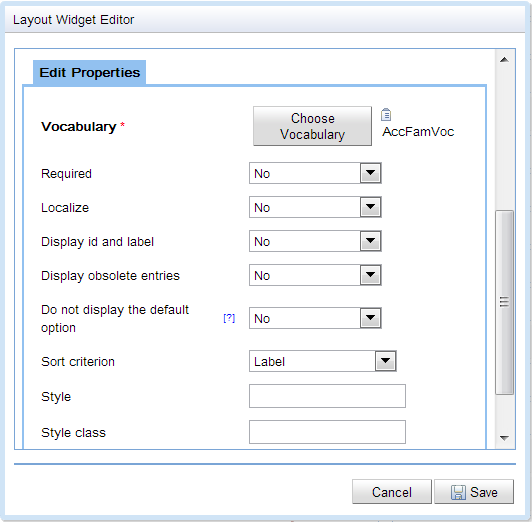 Layout Widget Editor
Edit Properties
Vocabulary *
Choose
Vocabulary
AccFamVoc
Required
No
Localize
No
Display id and label
No
Display obsolete entries
No
Do not display the default
option
[?]
No
Sort criterion
Label
Style
Style class
Cancel
Save